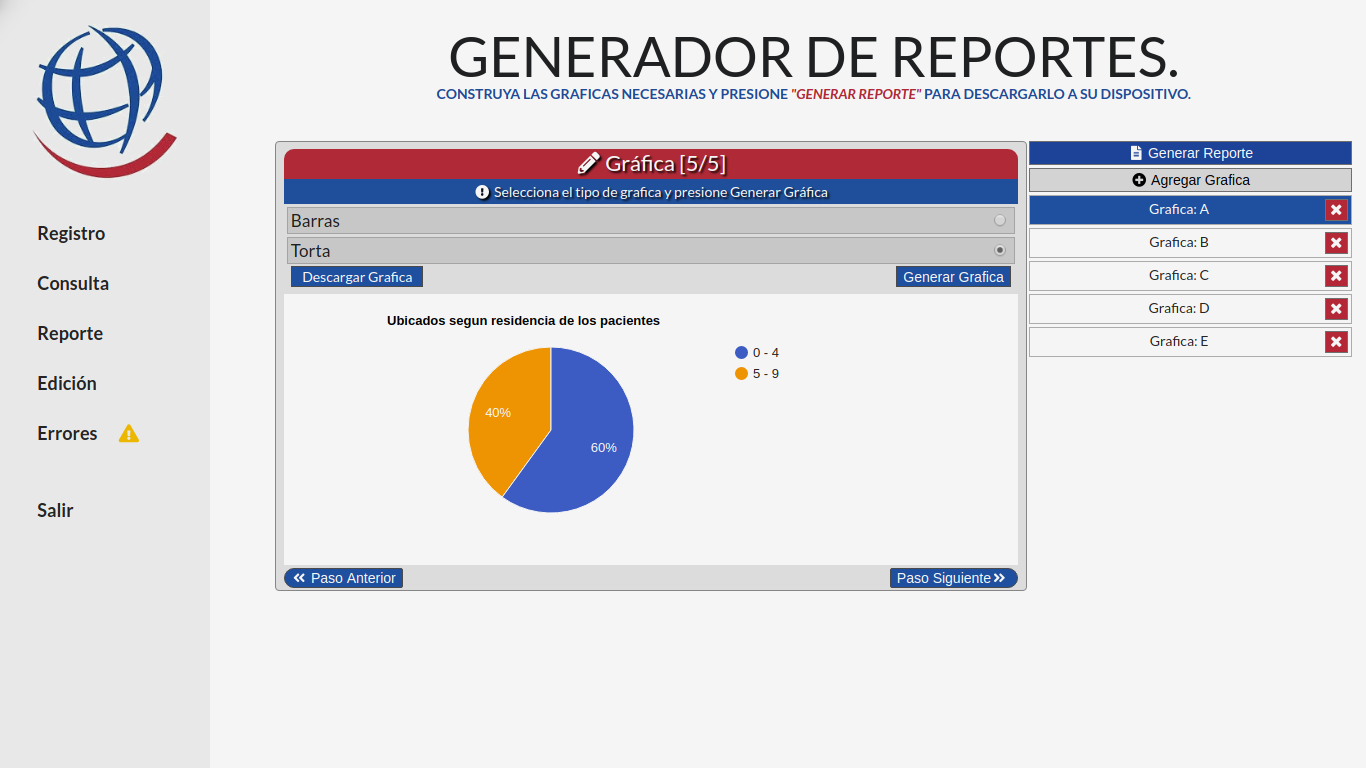 GENERADOR DE REPORTES.
CONSTRUYA LAS GRAFICAS NECESARIAS Y PRESIONE "GENERAR REPORTE" PARA DESCARGARLO A SU DISPOSITIVO.
Registro
Consulta
Reporte
Edición
Errores
Salir
Gráfica [5/5]
Selecciona el tipo de grafica y presione Generar Gráfica
Barras
Torta
Descargar Grafica
Generar Grafica
Ubicados segun residencia de los pacientes
0 - 4
5 - 9
40%
60%
Paso Anterior
Paso Siguiente
Generar Reporte
Agregar Grafica
Grafica: A
Grafica: B
Grafica: C
Grafica: D
Grafica: E